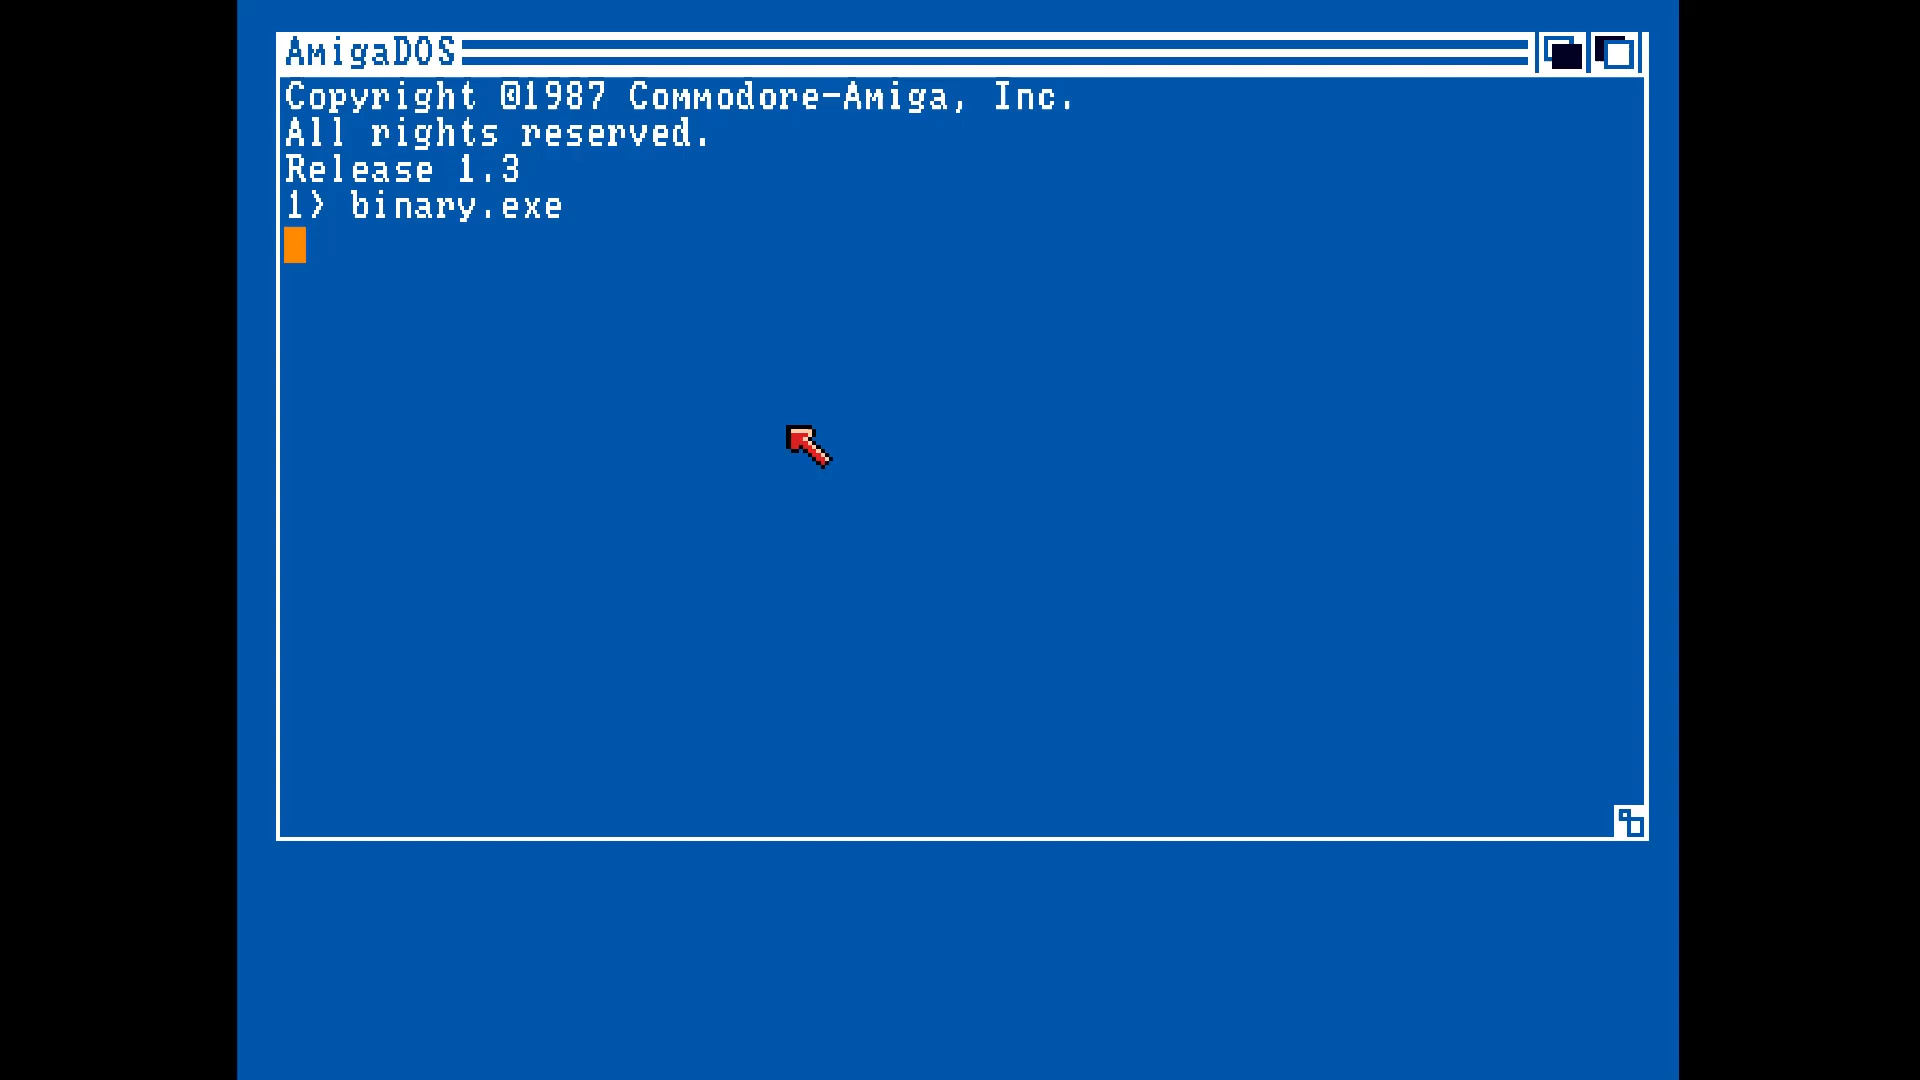 AmigaDOS
Copyright ©1987 Commodore-Amiga, Inc.
All rights reserved.
Release 1.3
1> binary.exe